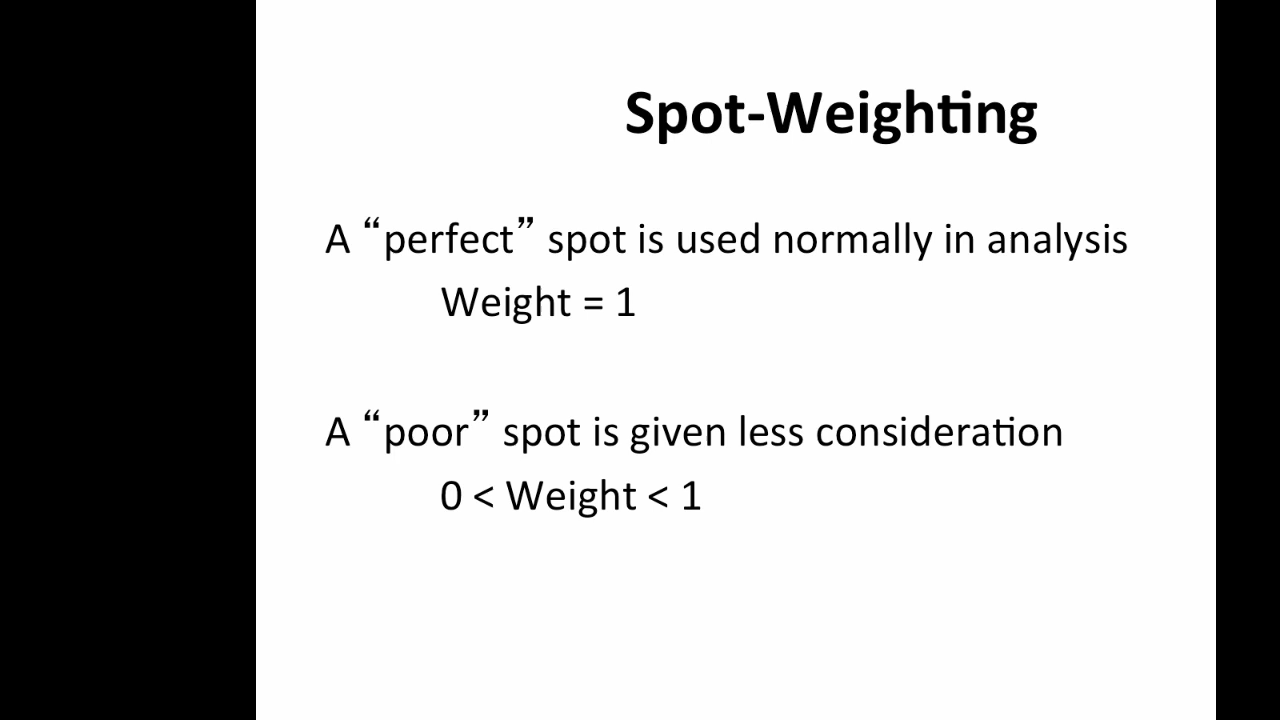 Spot-Weighting
A “perfect” spot is used normally in analysis
Weight = 1
A “poor” spot is given less consideration
0 < Weight < 1